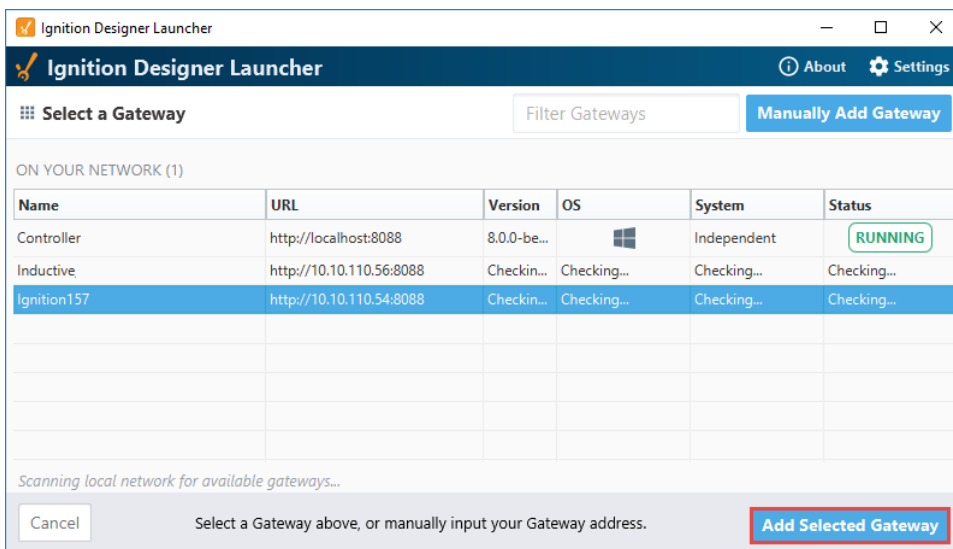 Ignition Designer Launcher
Ignition Designer Launcher About Settings
Select a Gateway Filter Gateways Manually Add Gateway
ON YOUR NETWORK (1)
Name URL Version OS System Status
Controller http://localhost:8088 8.0.0-be... Independent RUNNING
Inductive http://10.10.110.56:8088 Checkin... Checking... Checking... Checking...
Ignition157 http://10.10.110.54:8088 Checkin... Checking... Checking... Checking...
Scanning local network for available gateways...
Cancel Select a Gateway above, or manually input your Gateway address. Add Selected Gateway